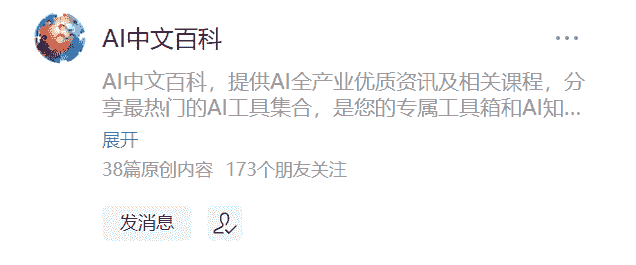 AI中文百科
AI中文百科，提供AI全产业优质资讯及相关课程，分
享最热门的AI工具集合，是您的专属工具箱和AI知...
展开
38篇原创内容 173个朋友关注
发消息